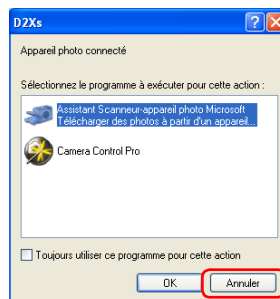 D2Xs
Appareil photo connecté
Sélectionnez le programme à exécuter pour cette action :
Assistant Scanneur-appareil photo Microsoft
Télécharger des photos à partir d'un appareil...
Camera Control Pro
Toujours utiliser ce programme pour cette action
OK
Annuler